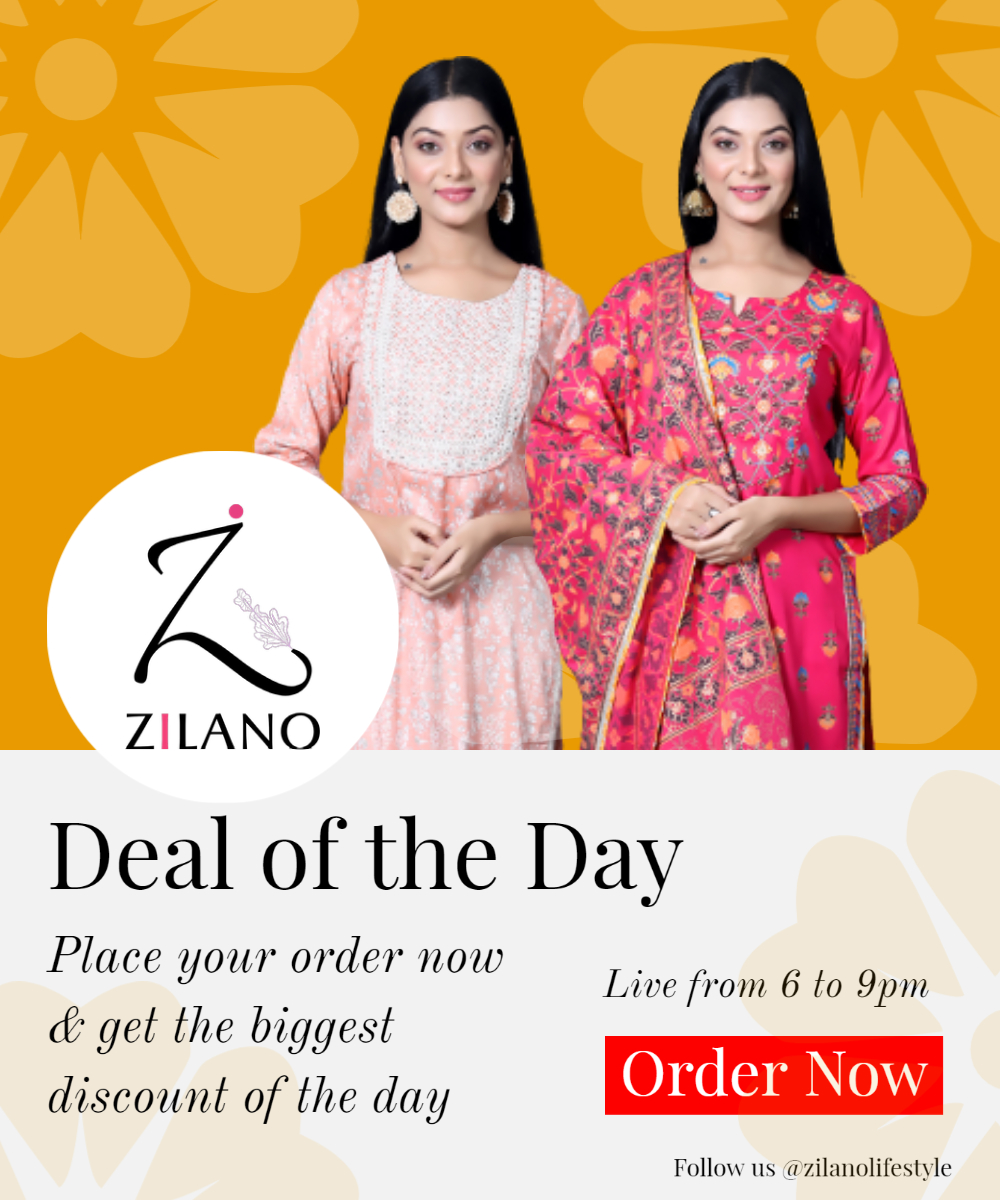 ZILANO
Deal of the Day
Place your order now
& get the biggest
discount of the day
Live from 6 to 9pm
Order Now
Follow us @zilanolifestyle